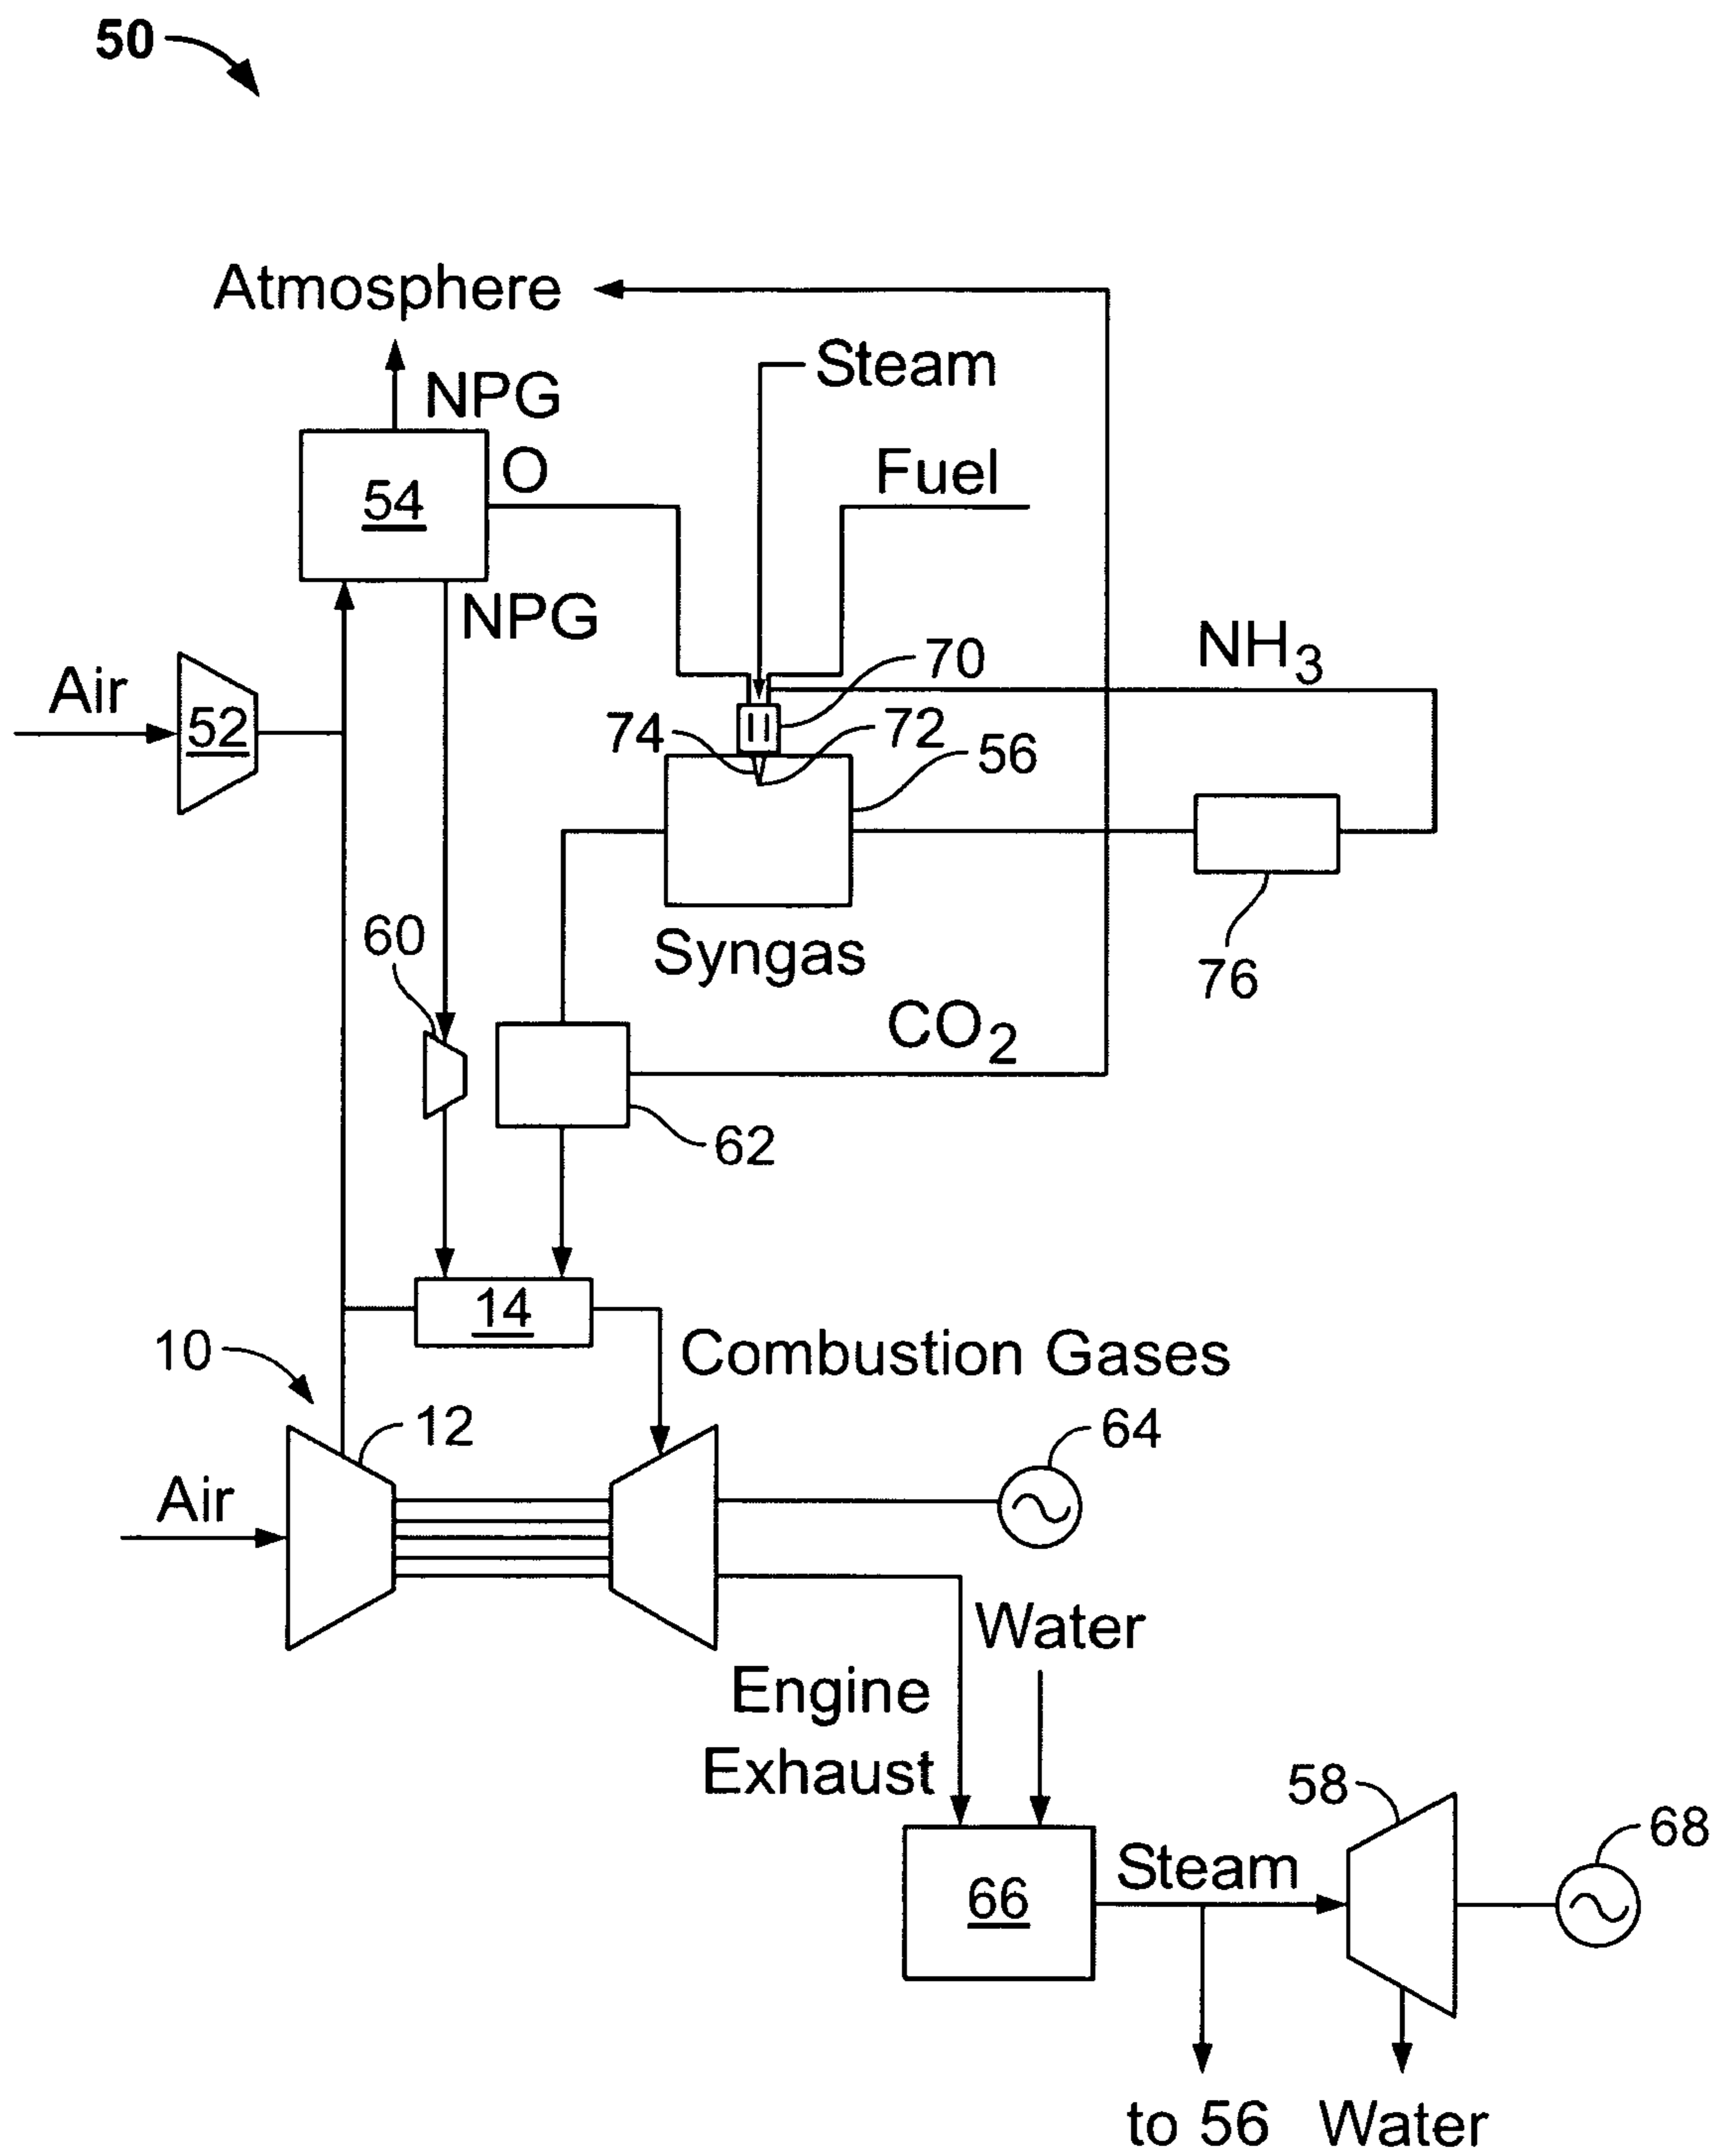 50
Atmosphere
Steam
NPG
O
Fuel
54
NPG
NH3
70
Air
52
74
72
56
60
Syngas
76
CO2
62
14
10
Combustion Gases
12
64
Air
Water
Engine
Exhaust
58
68
Steam
66
to 56
Water